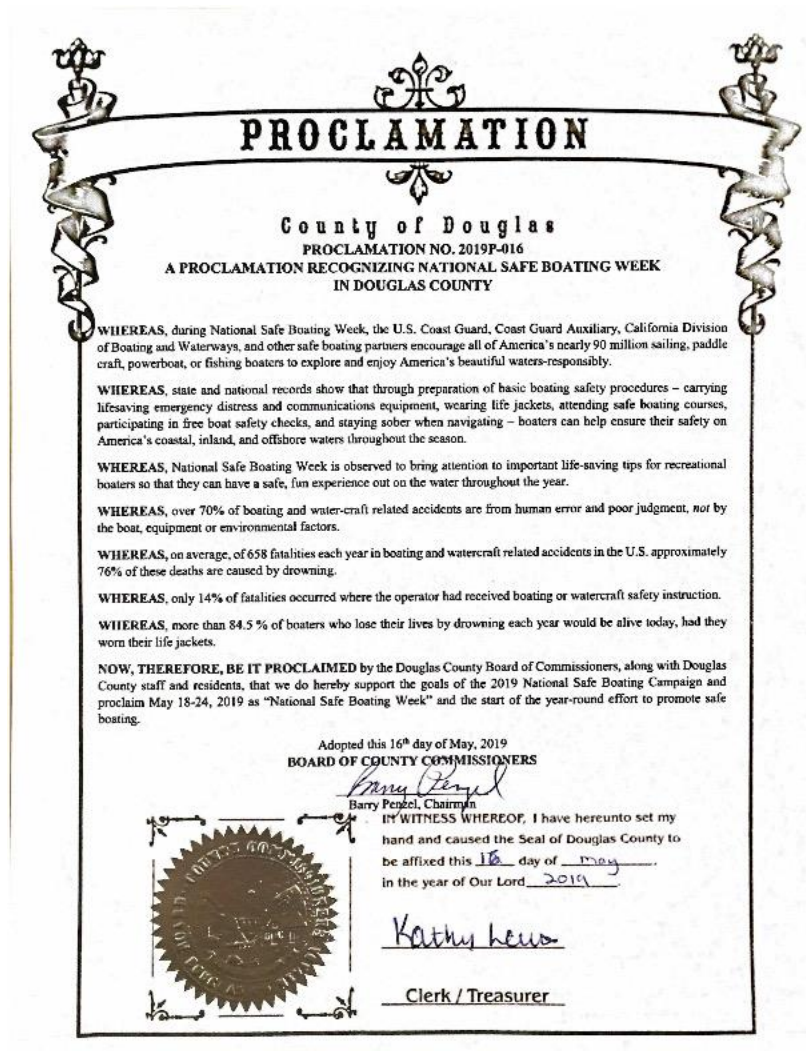 PROCLAMATION
County of Douglas
PROCLAMATION NO. 2019P-016
A PROCLAMATION RECOGNIZING NATIONAL SAFE BOATING WEEK
IN DOUGLAS COUNTY
WHEREAS, during National Safe Boating Week, the U.S. Coast Guard, Coast Guard Auxiliary, California Division
of Boating and Waterways, and other safe boating partners encourage all of America's nearly 90 million sailing, paddle
craft, powerboat, or fishing boaters to explore and enjoy America's beautiful waters-responsibly.
WHEREAS, state and national records show that through preparation of basic boating safety procedures – carrying
lifesaving emergency distress and communications equipment, wearing life jackets, attending safe boating courses,
participating in free boat safety checks, and staying sober when navigating – boaters can help ensure their safety on
America's coastal, inland, and offshore waters throughout the season.
WHEREAS, National Safe Boating Week is observed to bring attention to important life-saving tips for recreational
boaters so that they can have a safe, fun experience out on the water throughout the year.
WHEREAS, over 70% of boating and water-craft related accidents are from human error and poor judgment, not by
the boat, equipment or environmental factors.
WHEREAS, on average, of 658 fatalities each year in boating and watercraft related accidents in the U.S. approximately
76% of these deaths are caused by drowning.
WHEREAS, only 14% of fatalities occurred where the operator had received boating or watercraft safety instruction.
WHEREAS, more than 84.5 % of boaters who lose their lives by drowning each year would be alive today, had they
worn their life jackets.
NOW, THEREFORE, BE IT PROCLAIMED by the Douglas County Board of Commissioners, along with Douglas
County staff and residents, that we do hereby support the goals of the 2019 National Safe Boating Campaign and
proclaim May 18-24, 2019 as "National Safe Boating Week" and the start of the year-round effort to promote safe
boating.
Adopted this 16th day of May, 2019
BOARD OF COUNTY COMMISSIONERS
Barry Penzel
Barry Penzel, Chairman
IN WITNESS WHEREOF, I have hereunto set my
hand and caused the Seal of Douglas County to
be affixed this 16 day of May.
in the year of Our Lord 2019.
Kathy Lewis
Clerk / Treasurer